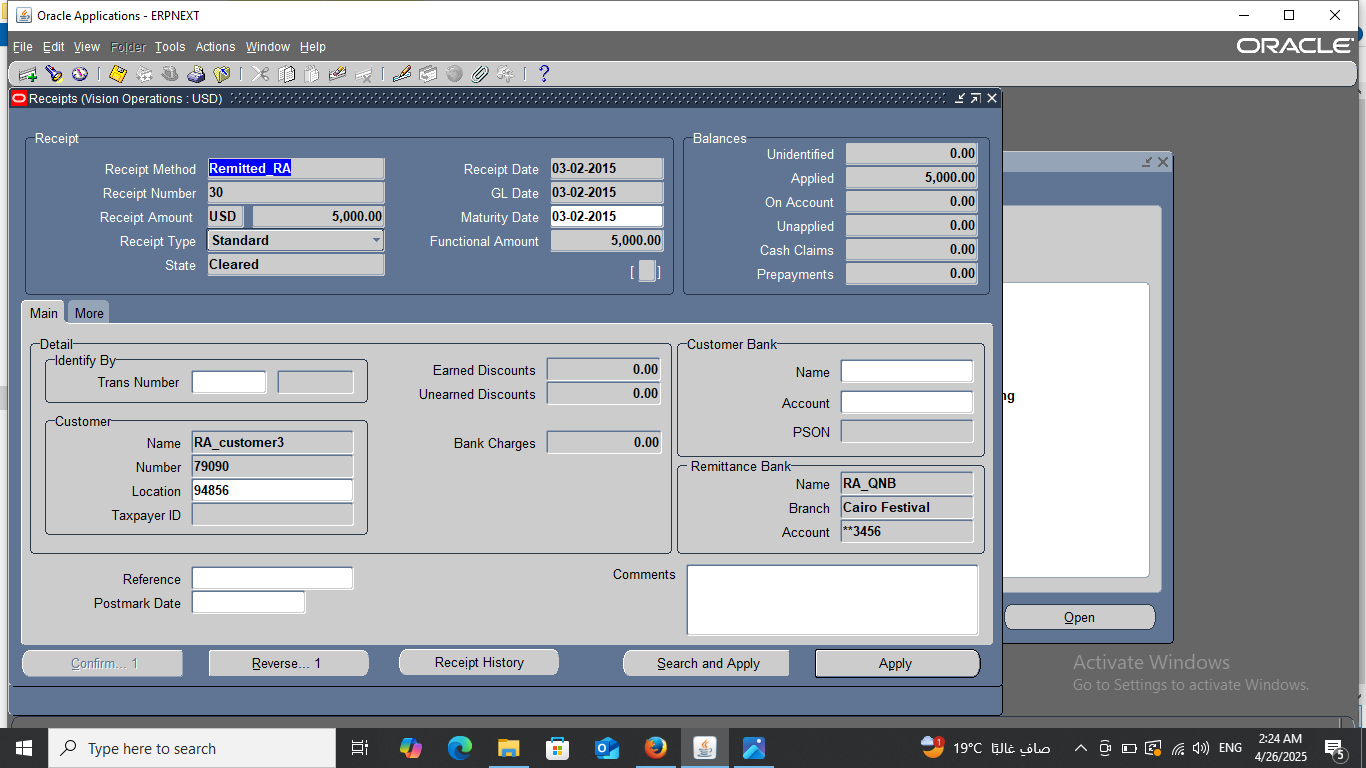 Oracle Applications - ERPNEXT
File Edit View Folder Tools Actions Window Help
ORACLE
Receipts (Vision Operations : USD)
Receipt
Receipt Method Remitted_RA
Receipt Number 30
Receipt Amount USD 5,000.00
Receipt Type Standard
State Cleared
Receipt Date 03-02-2015
GL Date 03-02-2015
Maturity Date 03-02-2015
Functional Amount 5,000.00
[ ]
Balances
Unidentified 0.00
Applied 5,000.00
On Account 0.00
Unapplied 0.00
Cash Claims 0.00
Prepayments 0.00
Main More
Detail
Identify By
Trans Number
Customer
Name RA_customer3
Number 79090
Location 94856
Taxpayer ID
Earned Discounts 0.00
Unearned Discounts 0.00
Bank Charges 0.00
Customer Bank
Name
Account
PSON
Remittance Bank
Name RA_QNB
Branch Cairo Festival
Account **3456
Reference
Postmark Date
Comments
Confirm... 1 Reverse... 1 Receipt History Search and Apply Apply
ng
Open
Activate Windows
Go to Settings to activate Windows.
Type here to search
1
19°C صافٍ غالبًا
ENG
2:24 AM
4/26/2025
5